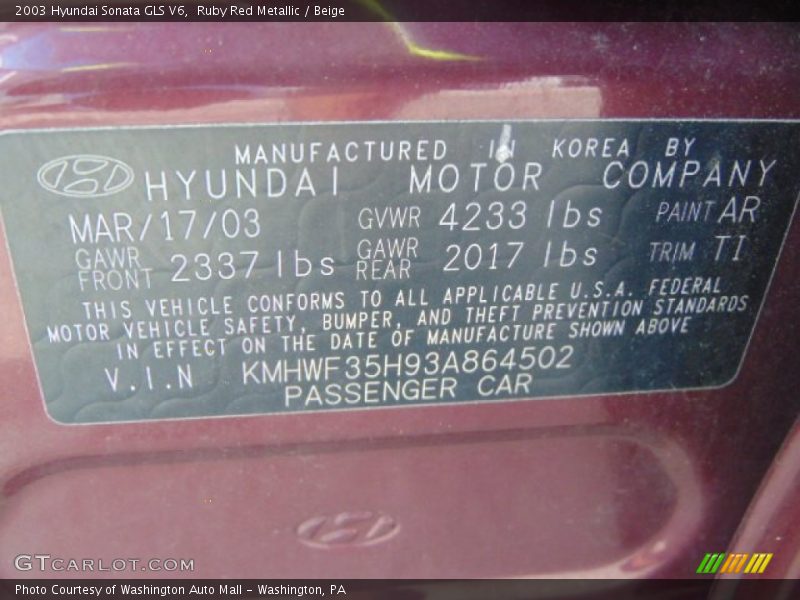 2003 Hyundai Sonata GLS V6,  Ruby Red Metallic / Beige
MANUFACTURED IN KOREA BY
HYUNDAI MOTOR COMPANY
MAR/17/03 GVWR 4233 lbs PAINT AR
GAWR FRONT 2337 lbs GAWR REAR 2017 lbs TRIM TI
THIS VEHICLE CONFORMS TO ALL APPLICABLE U.S.A. FEDERAL
MOTOR VEHICLE SAFETY, BUMPER, AND THEFT PREVENTION STANDARDS
IN EFFECT ON THE DATE OF MANUFACTURE SHOWN ABOVE
V.I.N KMHWF35H93A864502
PASSENGER CAR
GTCARLOT.COM
Photo Courtesy of Washington Auto Mall - Washington, PA